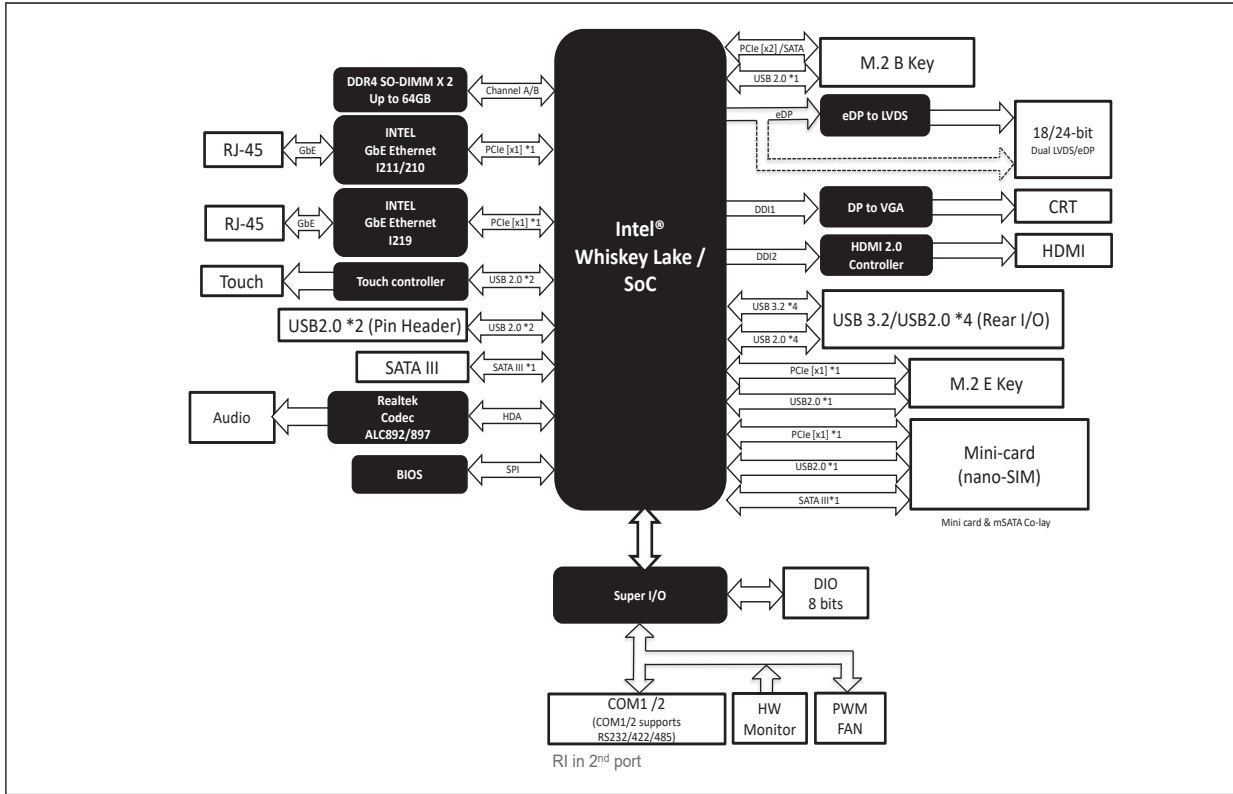 DDR4 SO-DIMM X 2
Up to 64GB
Channel A/B
RJ-45
GbE
INTEL
GbE Ethernet
I211/210
PCIe [x1] *1
RJ-45
GbE
INTEL
GbE Ethernet
I219
PCIe [x1] *1
Touch
Touch controller
USB 2.0 *2
USB2.0 *2 (Pin Header)
USB 2.0 *2
SATA III
SATA III *1
Audio
Realtek
Codec
ALC892/897
HDA
BIOS
SPI
Intel®
Whiskey Lake /
SoC
PCIe [x2] /SATA
USB 2.0 *1
M.2 B Key
eDP
eDP to LVDS
18/24-bit
Dual LVDS/eDP
DDI1
DP to VGA
CRT
DDI2
HDMI 2.0
Controller
HDMI
USB 3.2 *4
USB 2.0 *4
USB 3.2/USB2.0 *4 (Rear I/O)
PCIe [x1] *1
USB2.0 *1
M.2 E Key
PCIe [x1] *1
USB2.0 *1
SATA III*1
Mini-card
(nano-SIM)
Mini card & mSATA Co-lay
Super I/O
DIO
8 bits
COM1 /2
(COM1/2 supports
RS232/422/485)
HW
Monitor
PWM
FAN
RI in 2nd port